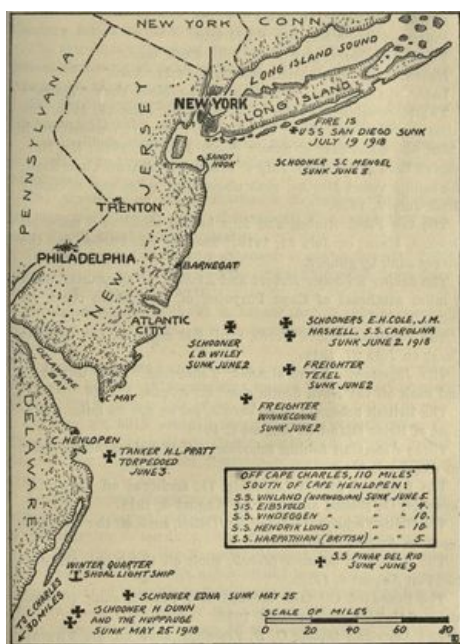 NEW YORK
CONN
LONG ISLAND SOUND
LONG ISLAND
NEW YORK
FIRE IS
U.S.S. SAN DIEGO SUNK
JULY 19 1918
SANDY
HOOK
SCHOONER S.C. MENGEL
SUNK JUNE 2
PENNSYLVANIA
NEW JERSEY
TRENTON
PHILADELPHIA
BARNEGAT
ATLANTIC
CITY
SCHOONER
I.B. WILEY
SUNK JUNE 2
SCHOONERS E.H. COLE, J.M.
HASKELL. S.S. CAROLINA
SUNK JUNE 2. 1918
FREIGHTER
TEXEL
SUNK JUNE 2
FREIGHTER
WINNECONNE
SUNK JUNE 2
DELAWARE
BAY
C. MAY
DELAWARE
C. HENLOPEN
TANKER H.L. PRATT
TORPEDOED
JUNE 3
OFF CAPE CHARLES, 110 MILES
SOUTH OF CAPE HENLOPEN:
S.S. VINLAND (NORWEGIAN) SUNK JUNE 5.
S.S. EIBSVOLD " " " 4.
S.S. VINDEGGEN " " " 10.
S.S. HENDRIK LUND " " " 10
S.S. HARPATHIAN (BRITISH) " " 5.
S.S PINAR DEL RIO
SUNK JUNE 9
WINTER QUARTER
SHOAL LIGHT SHIP
SCHOONER EDNA SUNK MAY 25
SCHOONER H DUNN
AND THE HUPPAUGE
SUNK MAY 25. 1918
TO C. CHARLES
30 MILES
SCALE OF MILES
0 20 40 60 80